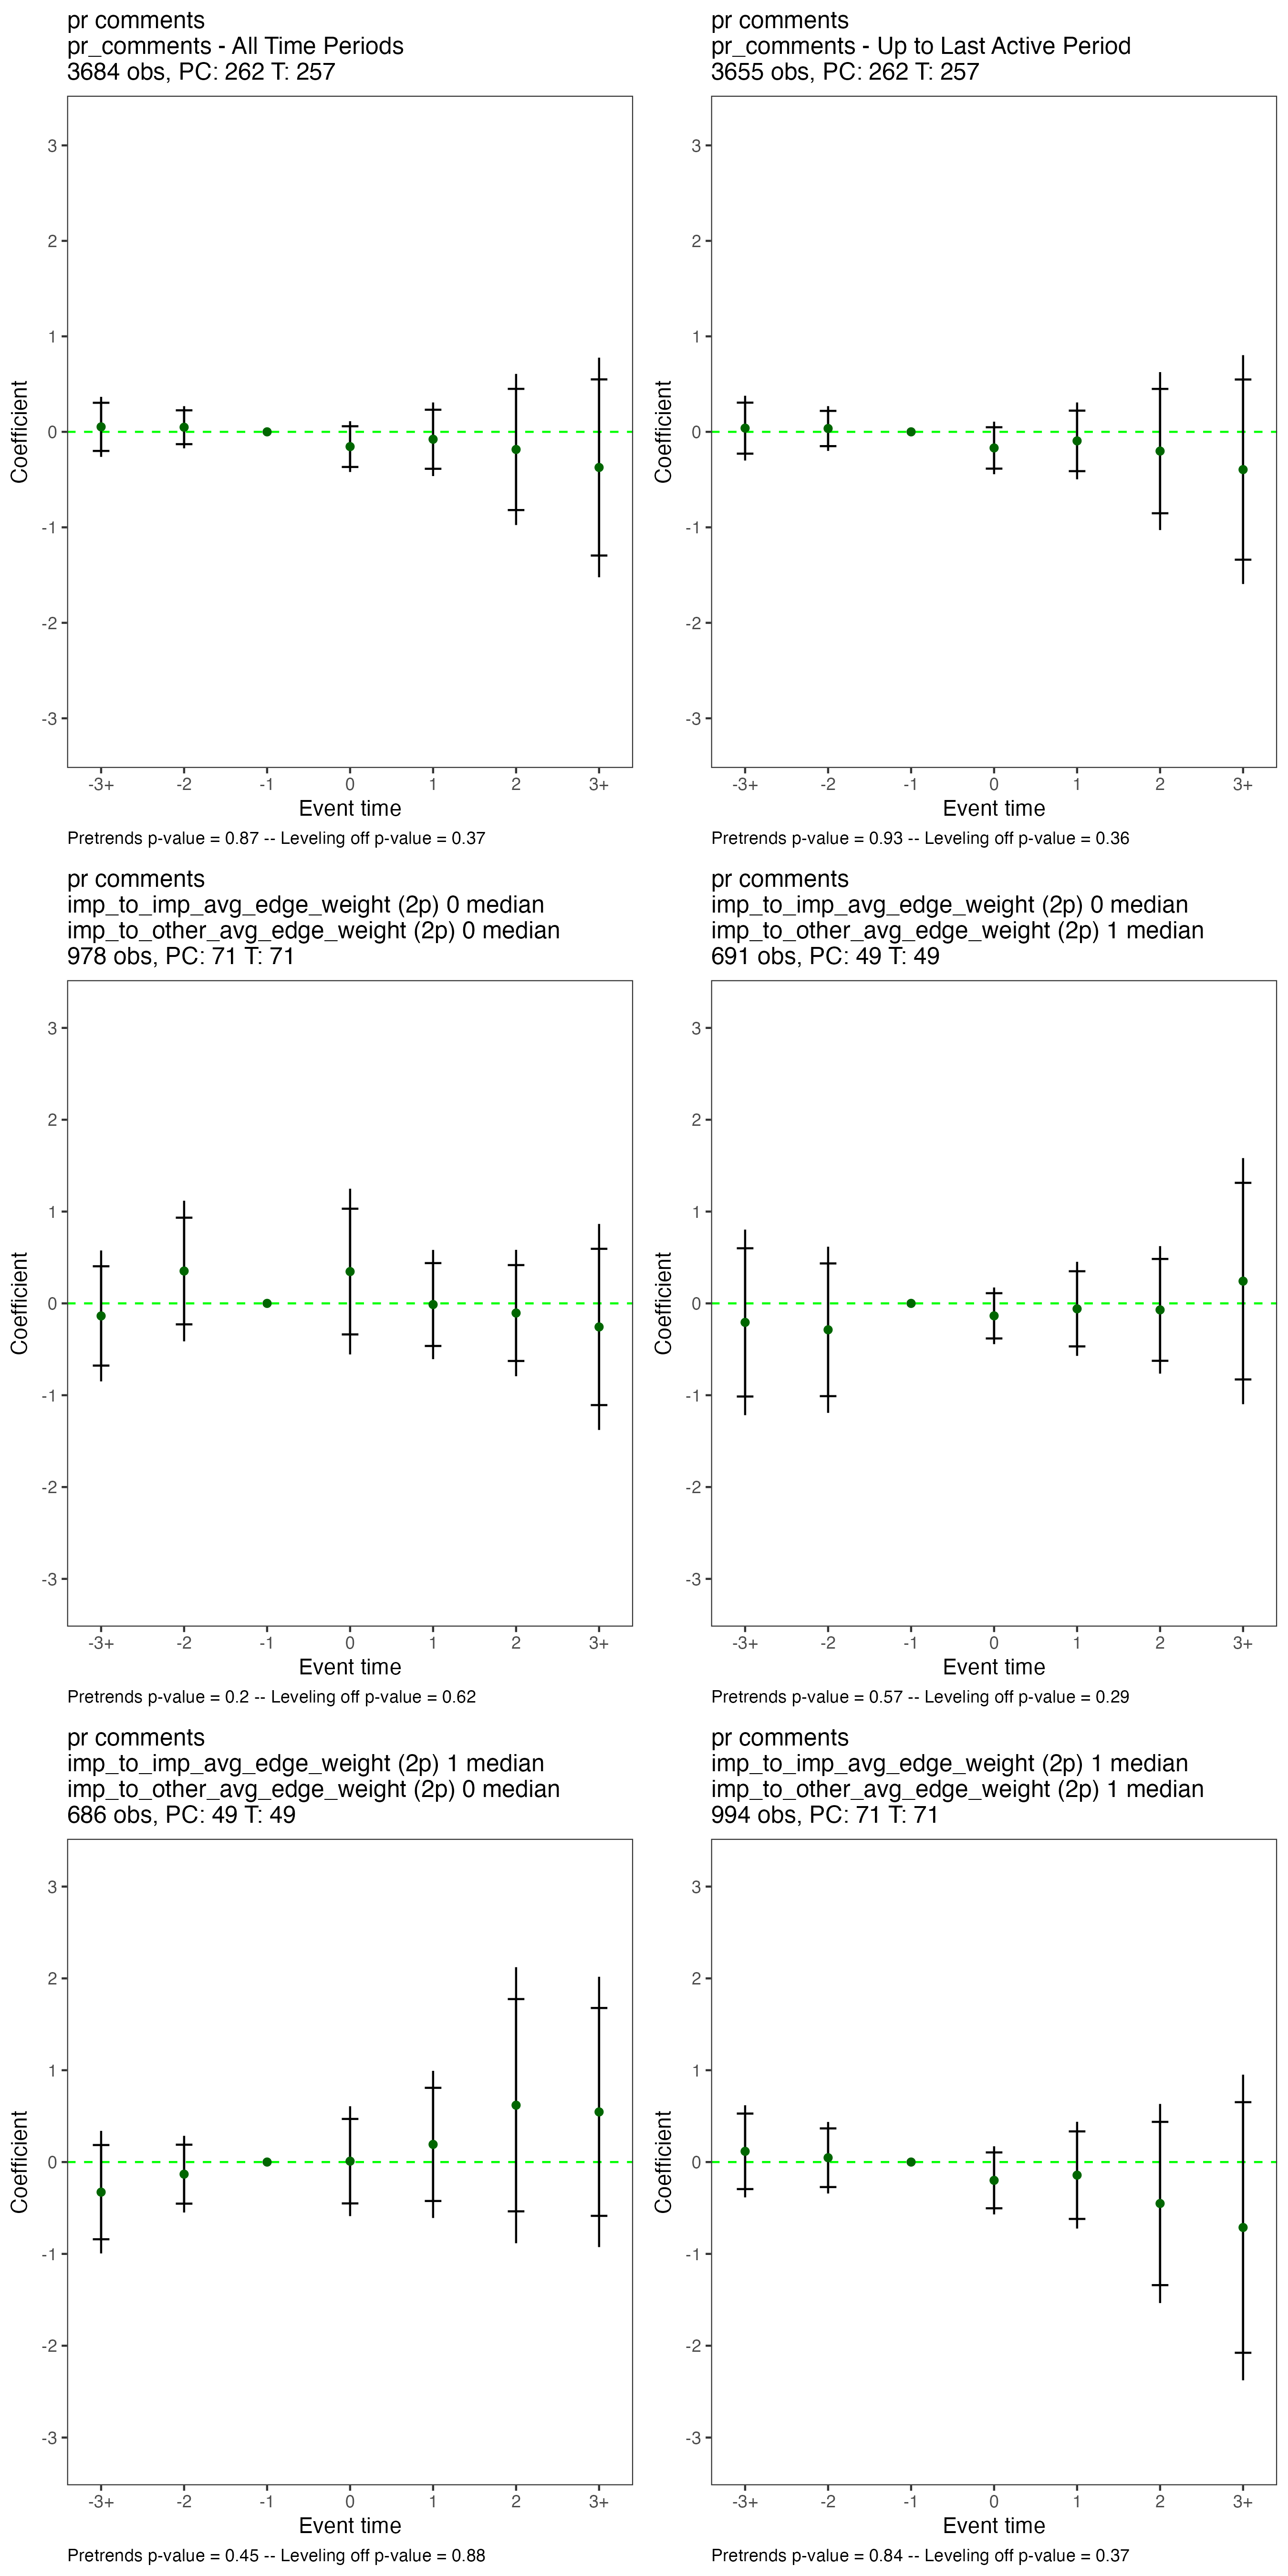 pr comments
pr_comments - All Time Periods
3684 obs, PC: 262 T: 257
3
2
1
0
-1
-2
-3
Coefficient
-3+ -2 -1 0 1 2 3+
Event time
Pretrends p-value = 0.87 -- Leveling off p-value = 0.37
pr comments
pr_comments - Up to Last Active Period
3655 obs, PC: 262 T: 257
3
2
1
0
-1
-2
-3
Coefficient
-3+ -2 -1 0 1 2 3+
Event time
Pretrends p-value = 0.93 -- Leveling off p-value = 0.36
pr comments
imp_to_imp_avg_edge_weight (2p) 0 median
imp_to_other_avg_edge_weight (2p) 0 median
978 obs, PC: 71 T: 71
3
2
1
0
-1
-2
-3
Coefficient
-3+ -2 -1 0 1 2 3+
Event time
Pretrends p-value = 0.2 -- Leveling off p-value = 0.62
pr comments
imp_to_imp_avg_edge_weight (2p) 0 median
imp_to_other_avg_edge_weight (2p) 1 median
691 obs, PC: 49 T: 49
3
2
1
0
-1
-2
-3
Coefficient
-3+ -2 -1 0 1 2 3+
Event time
Pretrends p-value = 0.57 -- Leveling off p-value = 0.29
pr comments
imp_to_imp_avg_edge_weight (2p) 1 median
imp_to_other_avg_edge_weight (2p) 0 median
686 obs, PC: 49 T: 49
3
2
1
0
-1
-2
-3
Coefficient
-3+ -2 -1 0 1 2 3+
Event time
Pretrends p-value = 0.45 -- Leveling off p-value = 0.88
pr comments
imp_to_imp_avg_edge_weight (2p) 1 median
imp_to_other_avg_edge_weight (2p) 1 median
994 obs, PC: 71 T: 71
3
2
1
0
-1
-2
-3
Coefficient
-3+ -2 -1 0 1 2 3+
Event time
Pretrends p-value = 0.84 -- Leveling off p-value = 0.37